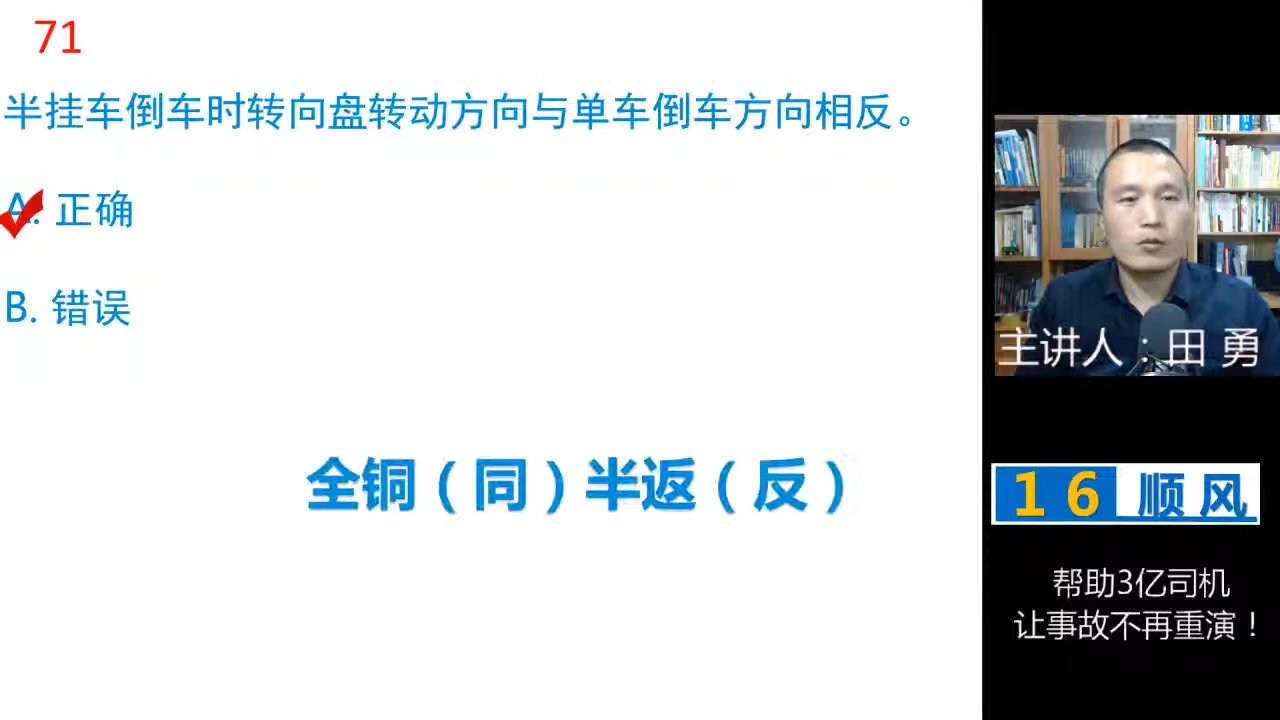 71
半挂车倒车时转向盘转动方向与单车倒车方向相反。
A. 正确
B. 错误
全铜（同）半返（反）
主讲人：田 勇
16 顺风
帮助3亿司机
让事故不再重演！